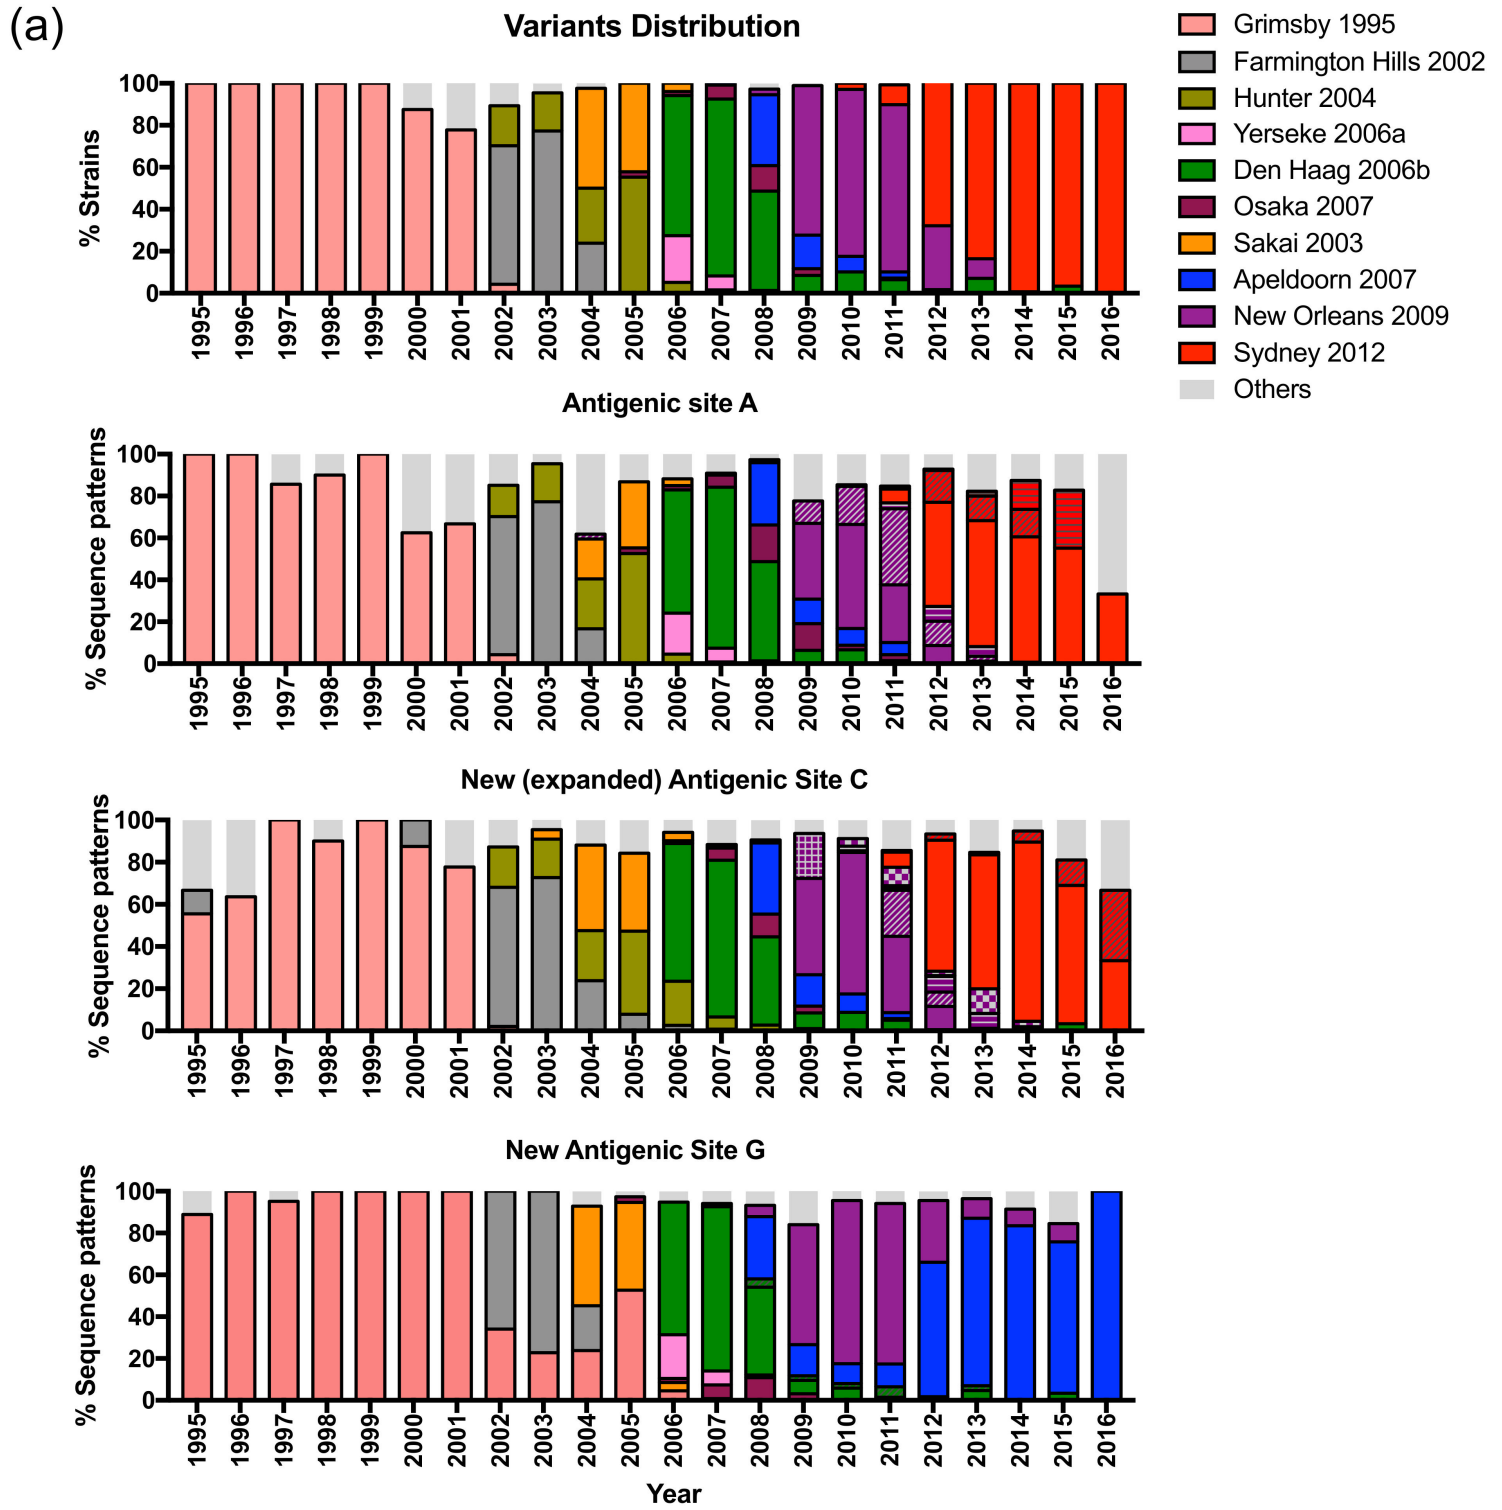 (a)
Variants Distribution
% Strains
100
80
60
40
20
0
1995 1996 1997 1998 1999 2000 2001 2002 2003 2004 2005 2006 2007 2008 2009 2010 2011 2012 2013 2014 2015 2016
Grimsby 1995
Farmington Hills 2002
Hunter 2004
Yerseke 2006a
Den Haag 2006b
Osaka 2007
Sakai 2003
Apeldoorn 2007
New Orleans 2009
Sydney 2012
Others
Antigenic site A
% Sequence patterns
100
80
60
40
20
0
1995 1996 1997 1998 1999 2000 2001 2002 2003 2004 2005 2006 2007 2008 2009 2010 2011 2012 2013 2014 2015 2016
New (expanded) Antigenic Site C
% Sequence patterns
100
80
60
40
20
0
1995 1996 1997 1998 1999 2000 2001 2002 2003 2004 2005 2006 2007 2008 2009 2010 2011 2012 2013 2014 2015 2016
New Antigenic Site G
% Sequence patterns
100
80
60
40
20
0
1995 1996 1997 1998 1999 2000 2001 2002 2003 2004 2005 2006 2007 2008 2009 2010 2011 2012 2013 2014 2015 2016
Year